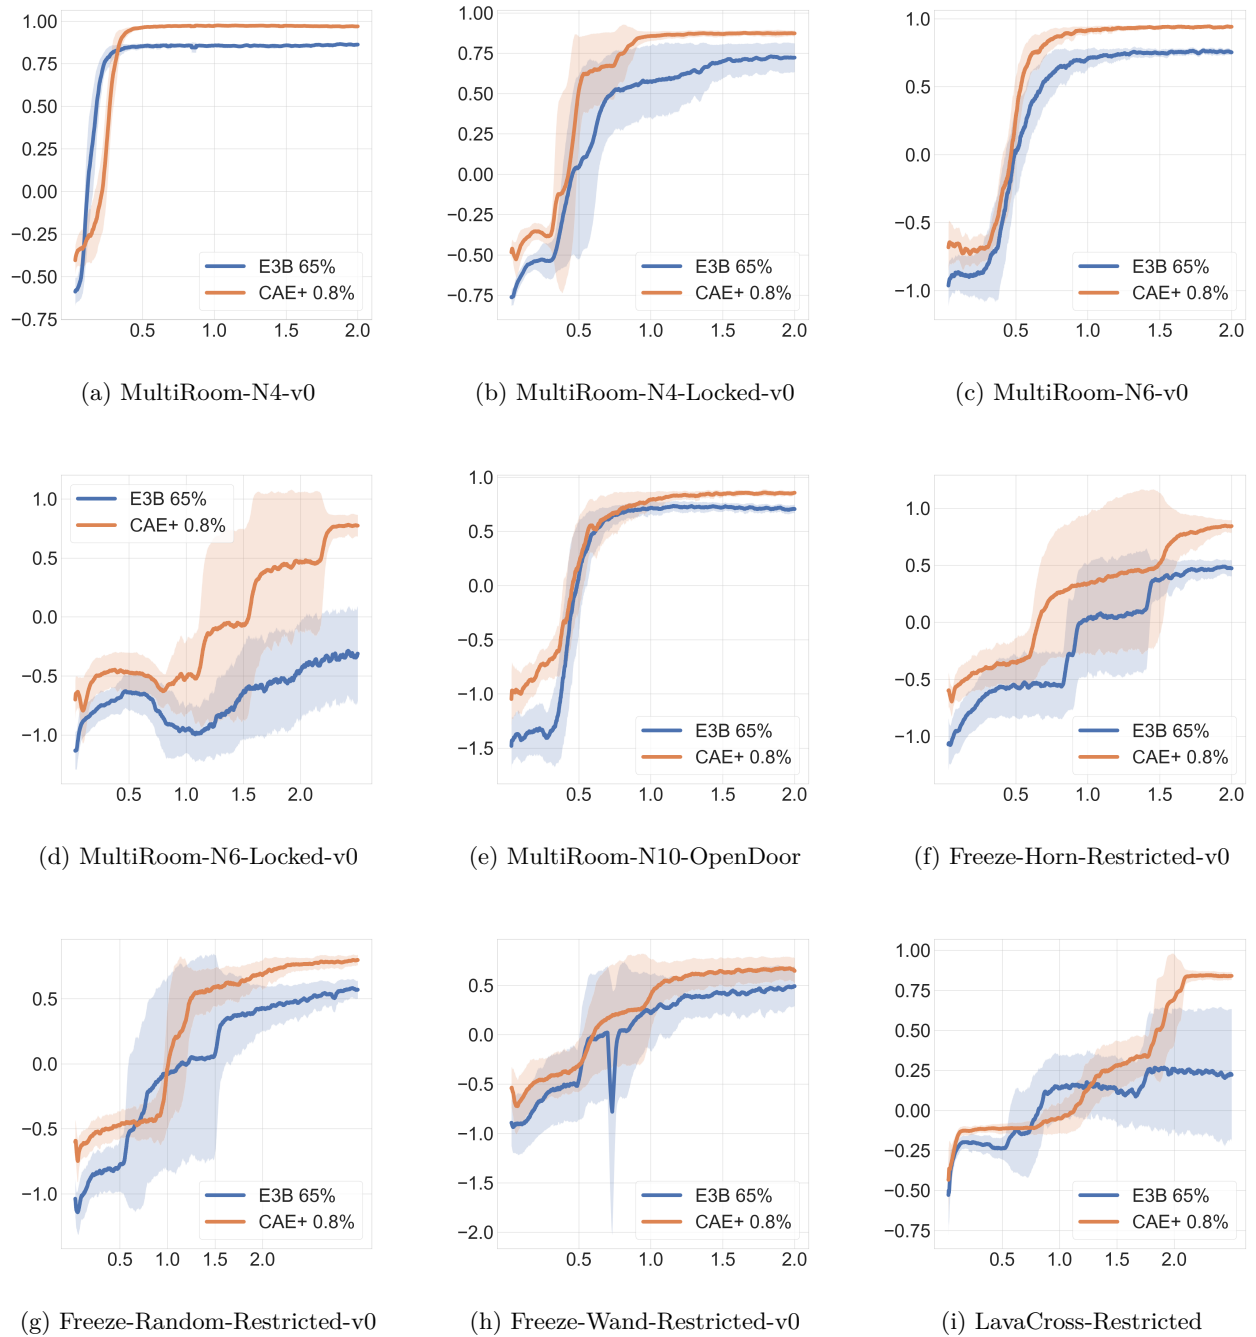 1.00
0.75
0.50
0.25
0.00
−0.25
−0.50
−0.75
0.5 1.0 1.5 2.0
E3B 65%
CAE+ 0.8%
(a) MultiRoom-N4-v0
1.00
0.75
0.50
0.25
0.00
−0.25
−0.50
−0.75
0.5 1.0 1.5 2.0
E3B 65%
CAE+ 0.8%
(b) MultiRoom-N4-Locked-v0
1.0
0.5
0.0
−0.5
−1.0
0.5 1.0 1.5 2.0
E3B 65%
CAE+ 0.8%
(c) MultiRoom-N6-v0
1.0
0.5
0.0
−0.5
−1.0
0.5 1.0 1.5 2.0
E3B 65%
CAE+ 0.8%
(d) MultiRoom-N6-Locked-v0
1.0
0.5
0.0
−0.5
−1.0
−1.5
0.5 1.0 1.5 2.0
E3B 65%
CAE+ 0.8%
(e) MultiRoom-N10-OpenDoor
1.0
0.5
0.0
−0.5
−1.0
0.5 1.0 1.5 2.0
E3B 65%
CAE+ 0.8%
(f) Freeze-Horn-Restricted-v0
0.5
0.0
−0.5
−1.0
0.5 1.0 1.5 2.0
E3B 65%
CAE+ 0.8%
(g) Freeze-Random-Restricted-v0
0.5
0.0
−0.5
−1.0
−1.5
−2.0
0.5 1.0 1.5 2.0
E3B 65%
CAE+ 0.8%
(h) Freeze-Wand-Restricted-v0
1.00
0.75
0.50
0.25
0.00
−0.25
−0.50
−0.75
0.5 1.0 1.5 2.0
E3B 65%
CAE+ 0.8%
(i) LavaCross-Restricted